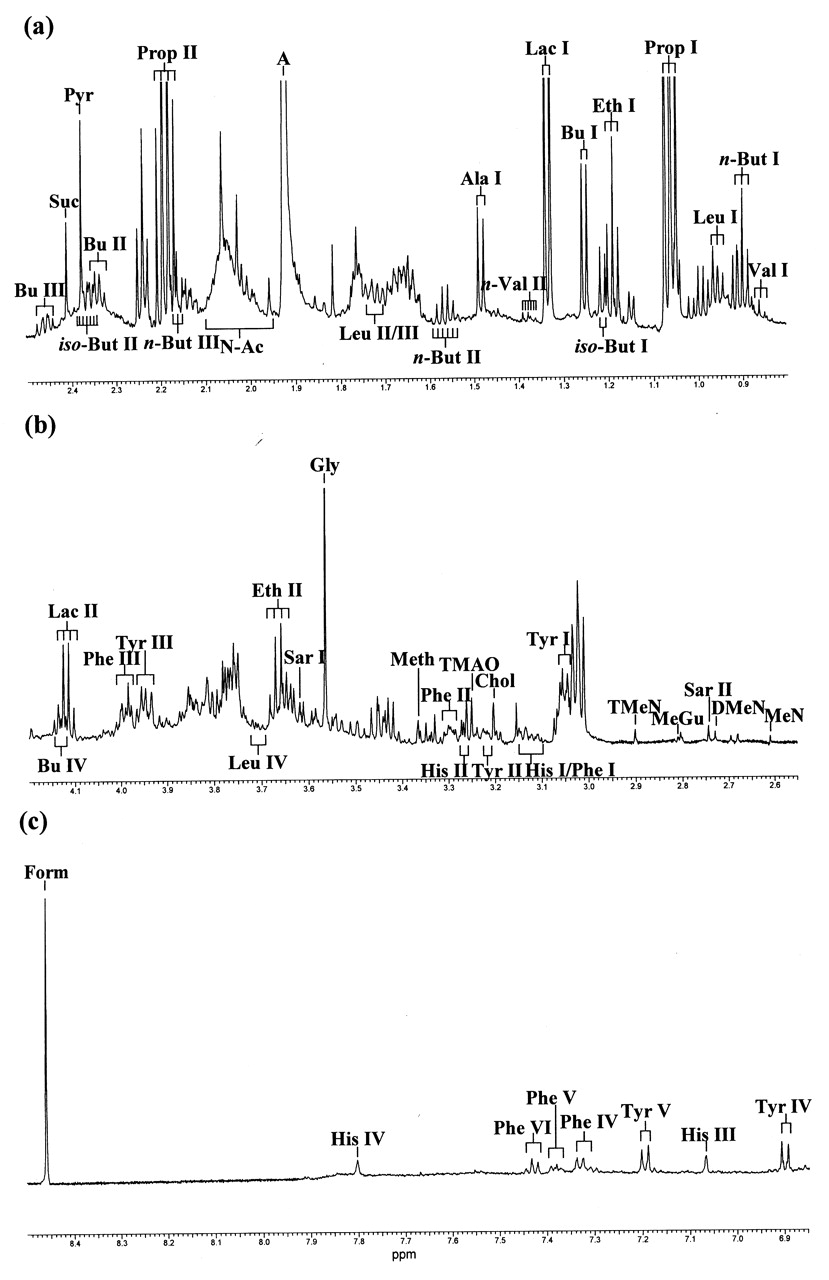 (a)
Prop II
A
Lac I
Prop I
Pyr
Eth I
Bu I
n-But I
Ala I
Suc
Leu I
Bu II
Val I
n-Val II
Bu III
iso-But II
n-But III
N-Ac
Leu II/III
n-But II
iso-But I
2.4 2.3 2.2 2.1 2.0 1.9 1.8 1.7 1.6 1.5 1.4 1.3 1.2 1.1 1.0 0.9
(b)
Gly
Eth II
Lac II
Tyr III
Tyr I
Phe III
Sar I
Meth
TMAO
Chol
Phe II
Sar II
TMeN
DMeN
MeGu
MeN
Bu IV
Leu IV
His II
Tyr II
His I/Phe I
4.1 4.0 3.9 3.8 3.7 3.6 3.5 3.4 3.3 3.2 3.1 3.0 2.9 2.8 2.7 2.6
(c)
Form
Phe V
Tyr V
Tyr IV
Phe IV
Phe VI
His IV
His III
8.4 8.3 8.2 8.1 8.0 7.9 7.8 7.7 7.6 7.5 7.4 7.3 7.2 7.1 7.0 6.9
ppm